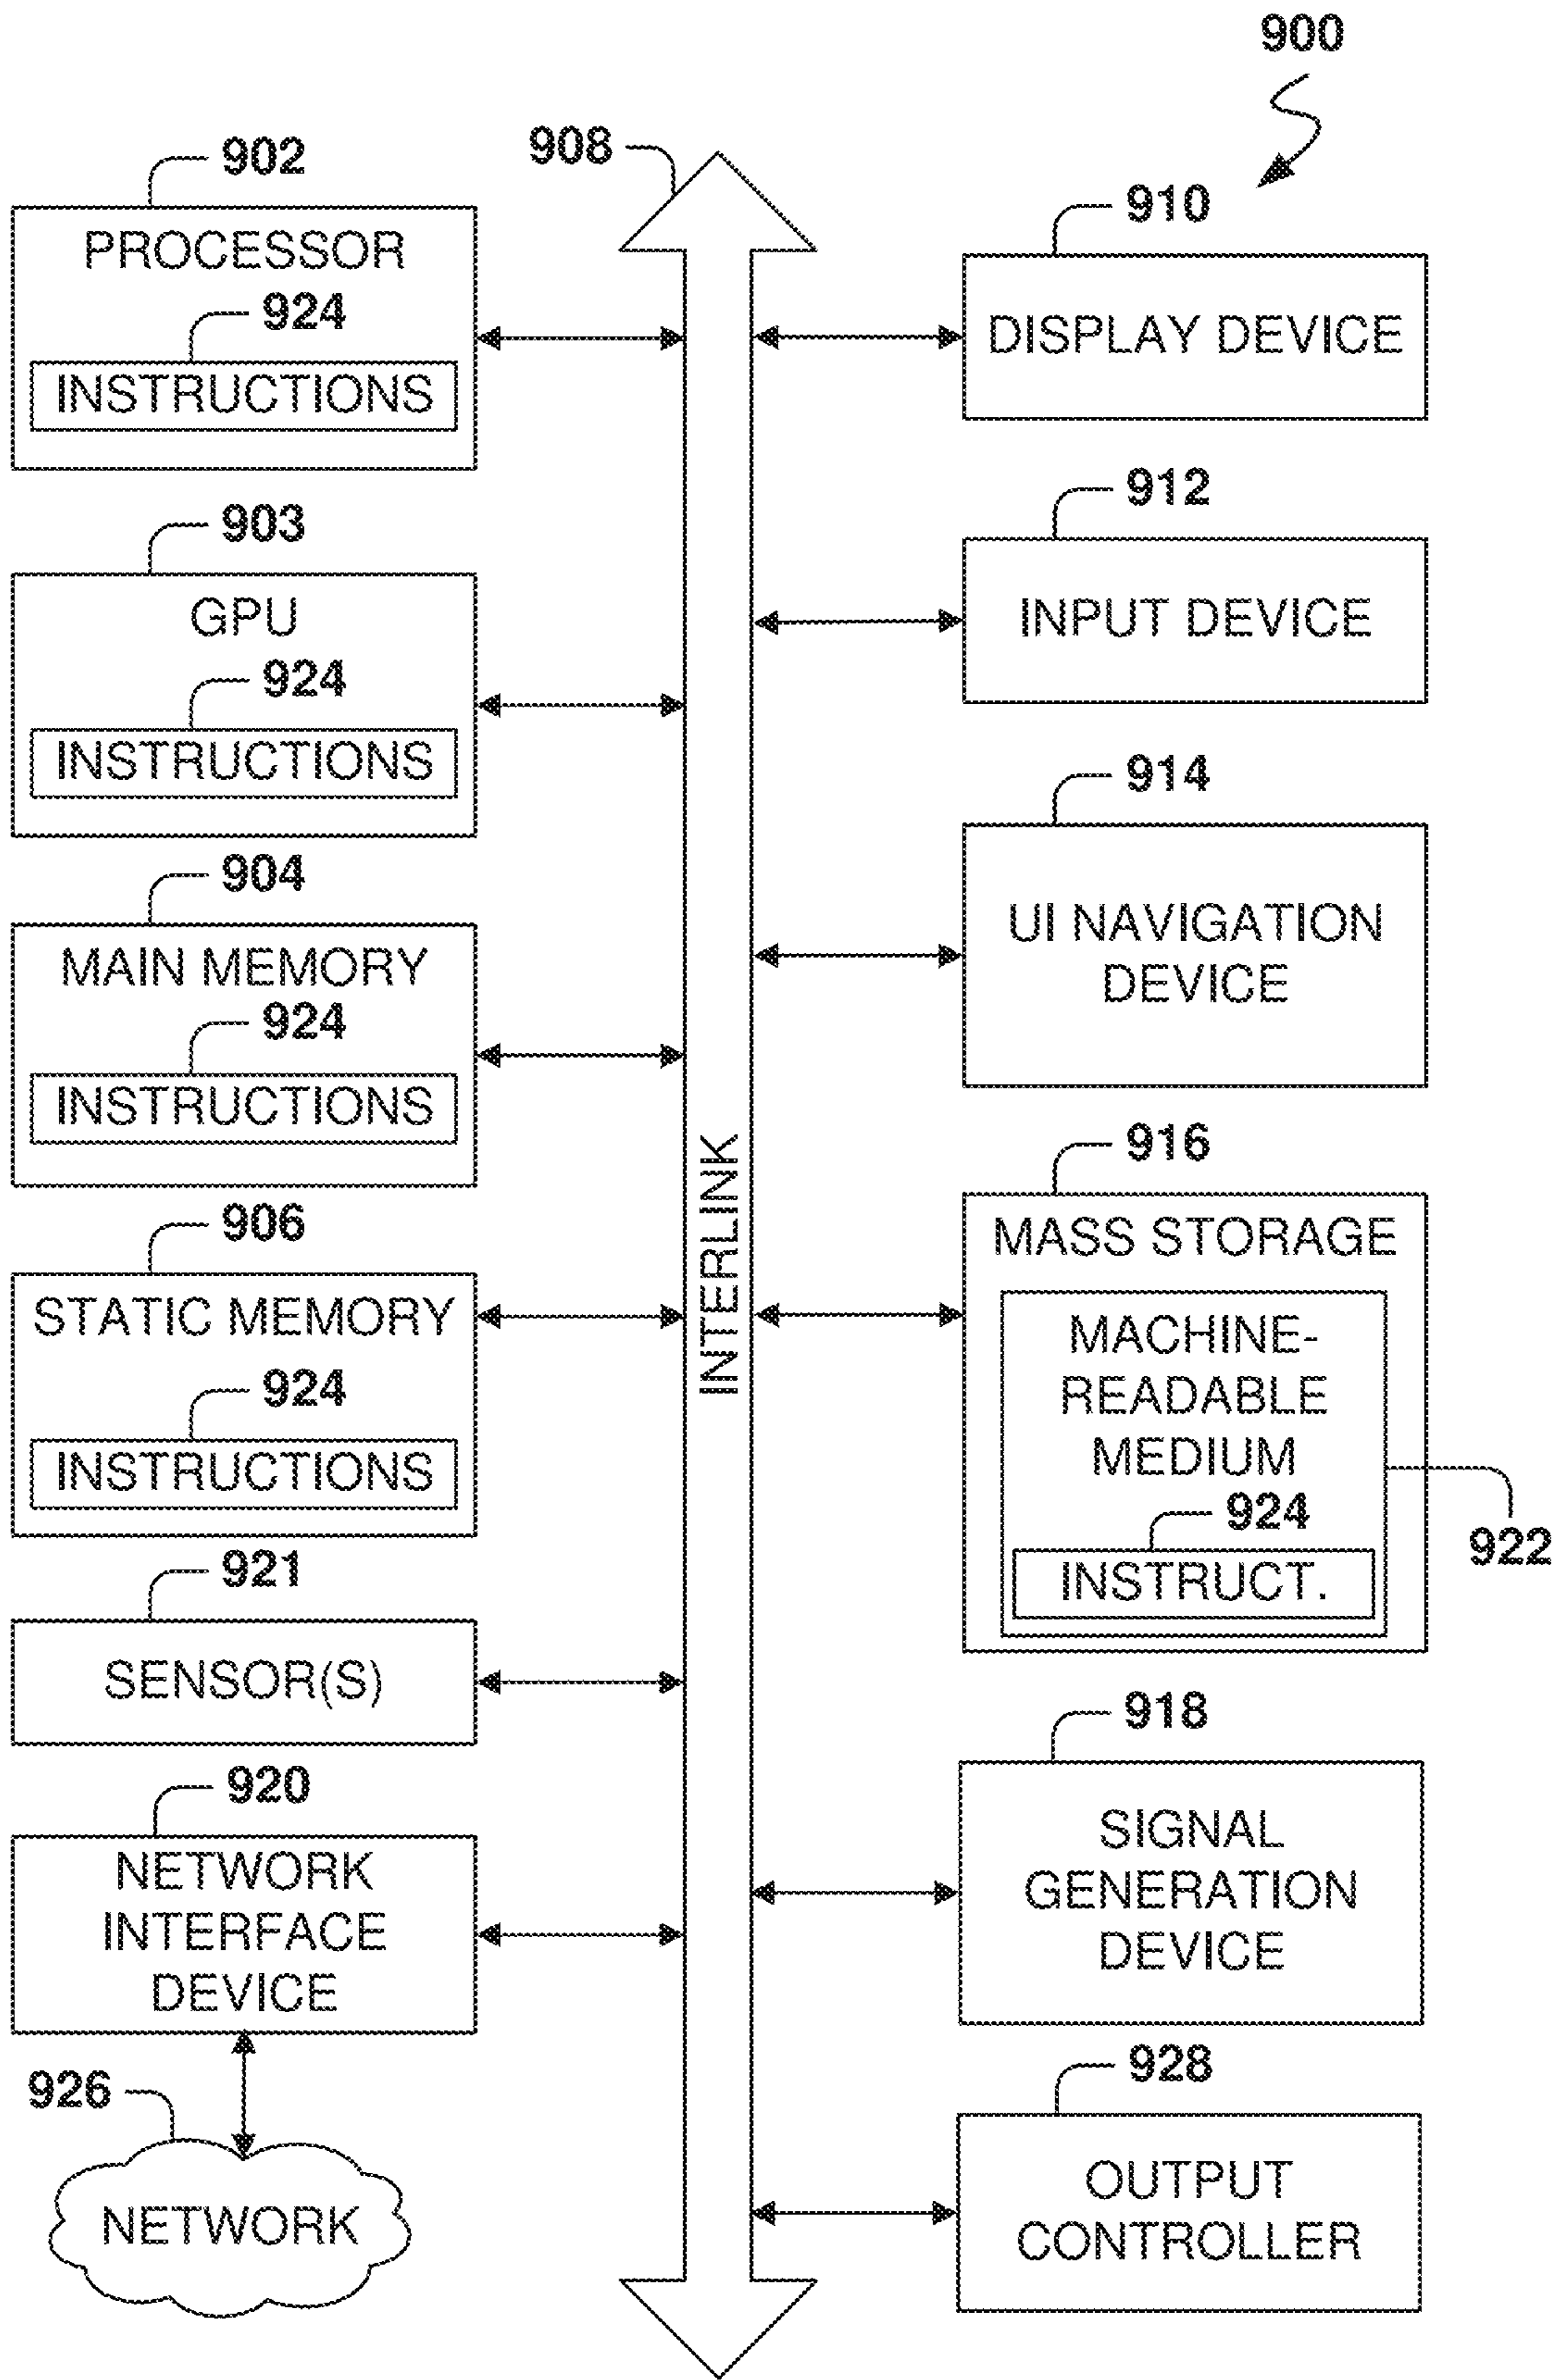 900
902
PROCESSOR
924
INSTRUCTIONS
903
GPU
924
INSTRUCTIONS
904
MAIN MEMORY
924
INSTRUCTIONS
906
STATIC MEMORY
924
INSTRUCTIONS
921
SENSOR(S)
920
NETWORK
INTERFACE
DEVICE
926
NETWORK
908
INTERLINK
910
DISPLAY DEVICE
912
INPUT DEVICE
914
UI NAVIGATION
DEVICE
916
MASS STORAGE
MACHINE-
READABLE
MEDIUM
924
INSTRUCT.
922
918
SIGNAL
GENERATION
DEVICE
928
OUTPUT
CONTROLLER